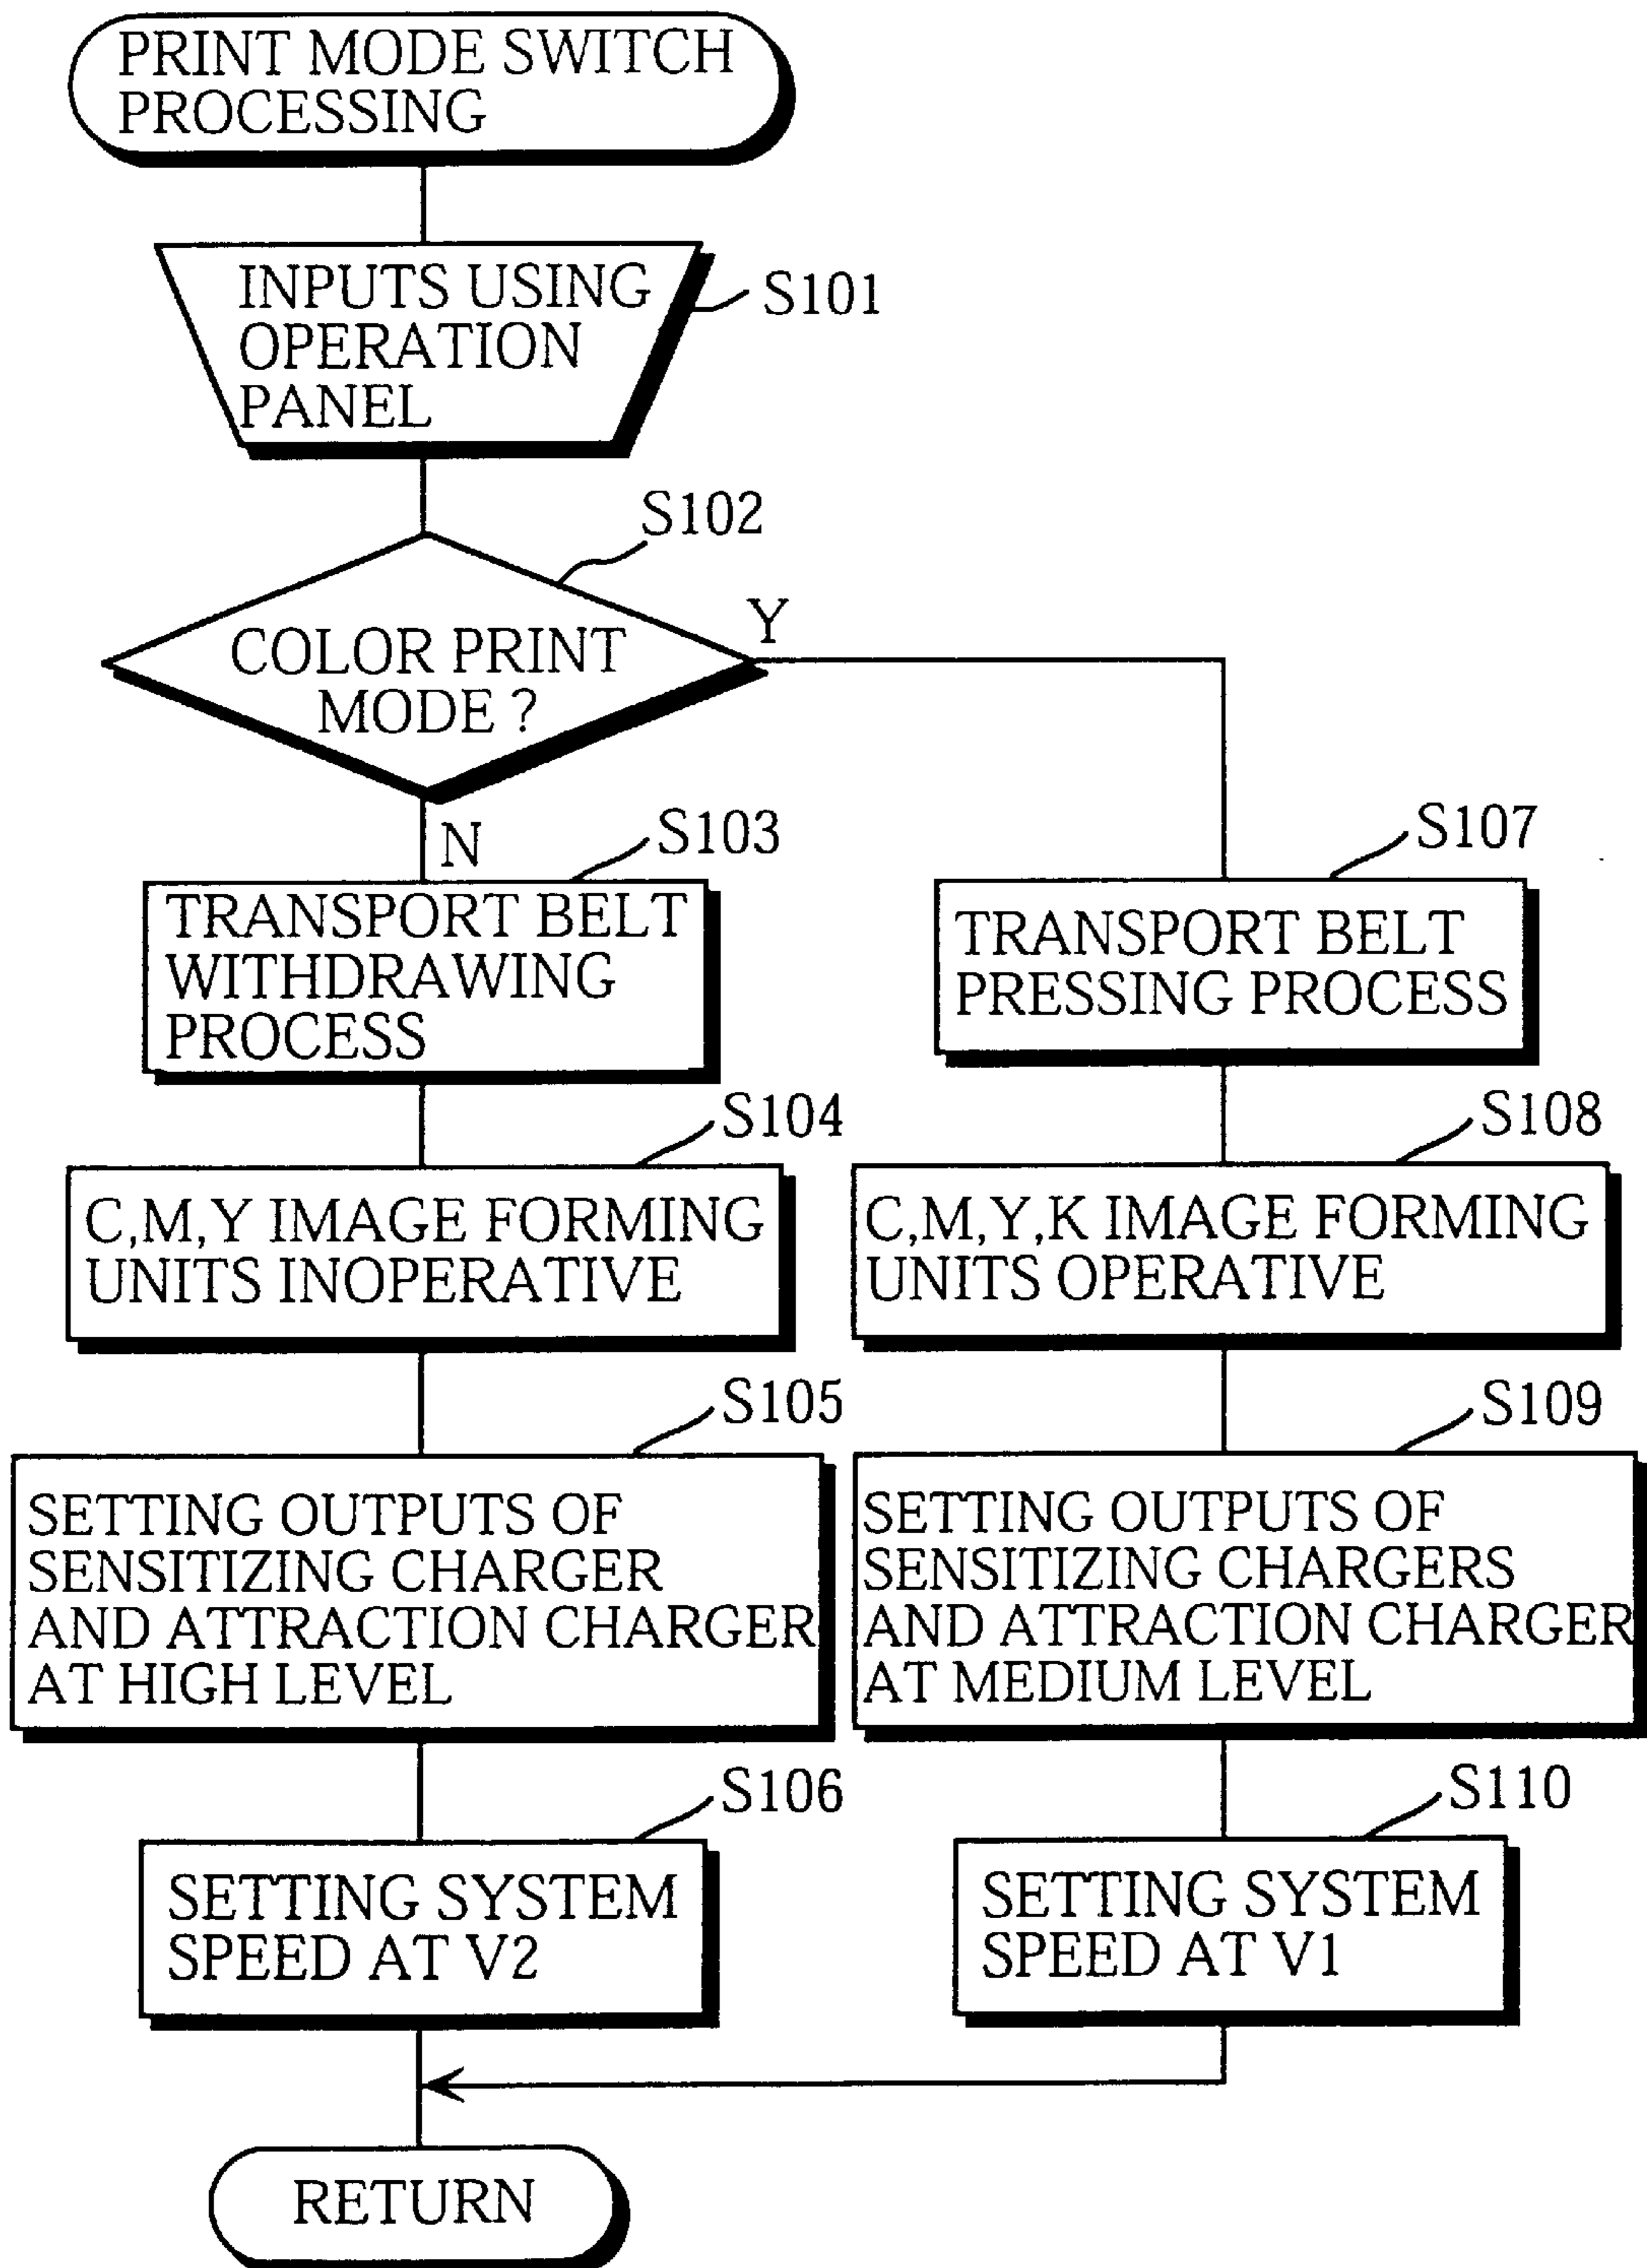 PRINT MODE SWITCH
PROCESSING
INPUTS USING
OPERATION
PANEL
S101
S102
COLOR PRINT
MODE ?
Y
N
S103
TRANSPORT BELT
WITHDRAWING
PROCESS
S104
C,M,Y IMAGE FORMING
UNITS INOPERATIVE
S105
SETTING OUTPUTS OF
SENSITIZING CHARGER
AND ATTRACTION CHARGER
AT HIGH LEVEL
S106
SETTING SYSTEM
SPEED AT V2
S107
TRANSPORT BELT
PRESSING PROCESS
S108
C,M,Y,K IMAGE FORMING
UNITS OPERATIVE
S109
SETTING OUTPUTS OF
SENSITIZING CHARGERS
AND ATTRACTION CHARGER
AT MEDIUM LEVEL
S110
SETTING SYSTEM
SPEED AT V1
RETURN